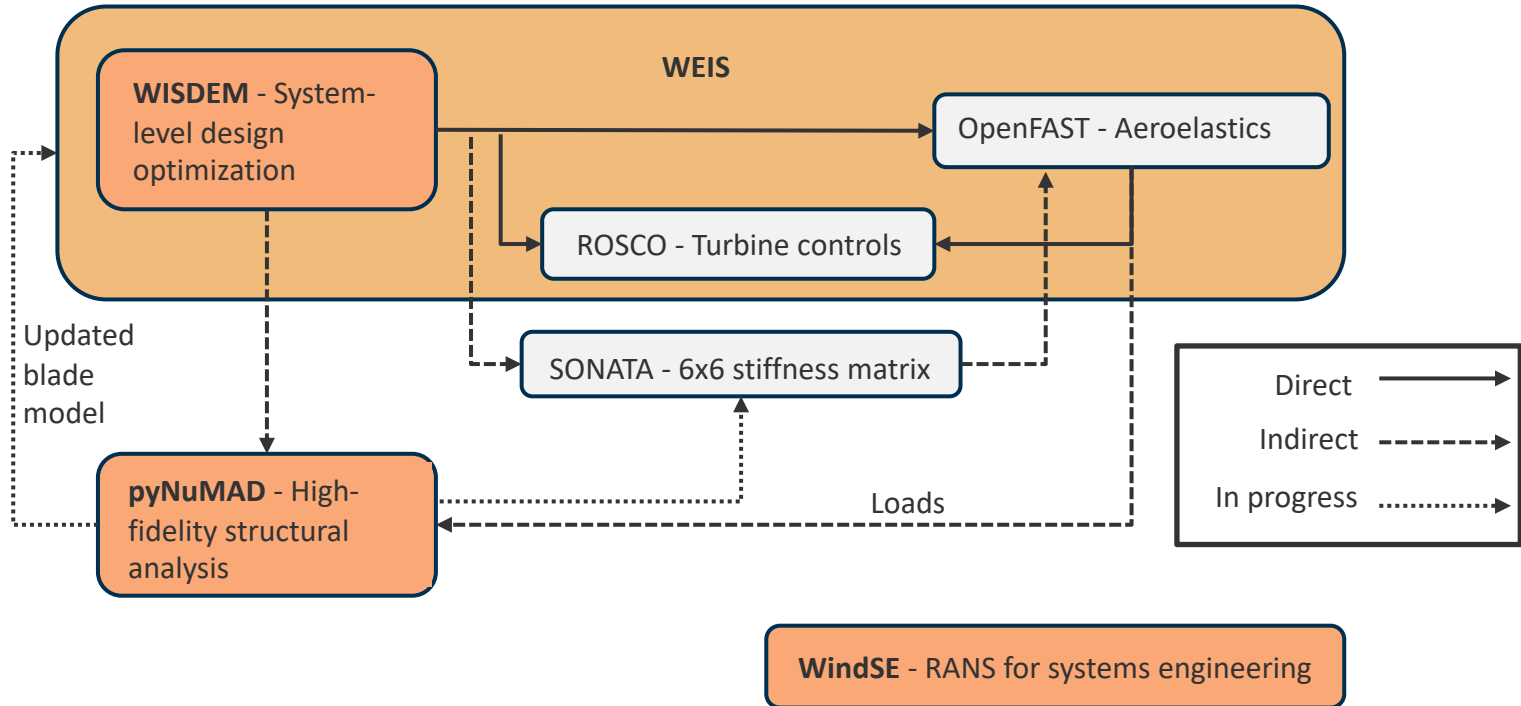 WEIS
WISDEM - System-
level design
optimization
OpenFAST - Aeroelastics
ROSCO - Turbine controls
Updated
blade
model
SONATA - 6x6 stiffness matrix
Direct
Indirect
In progress
pyNuMAD - High-
fidelity structural
analysis
Loads
WindSE - RANS for systems engineering